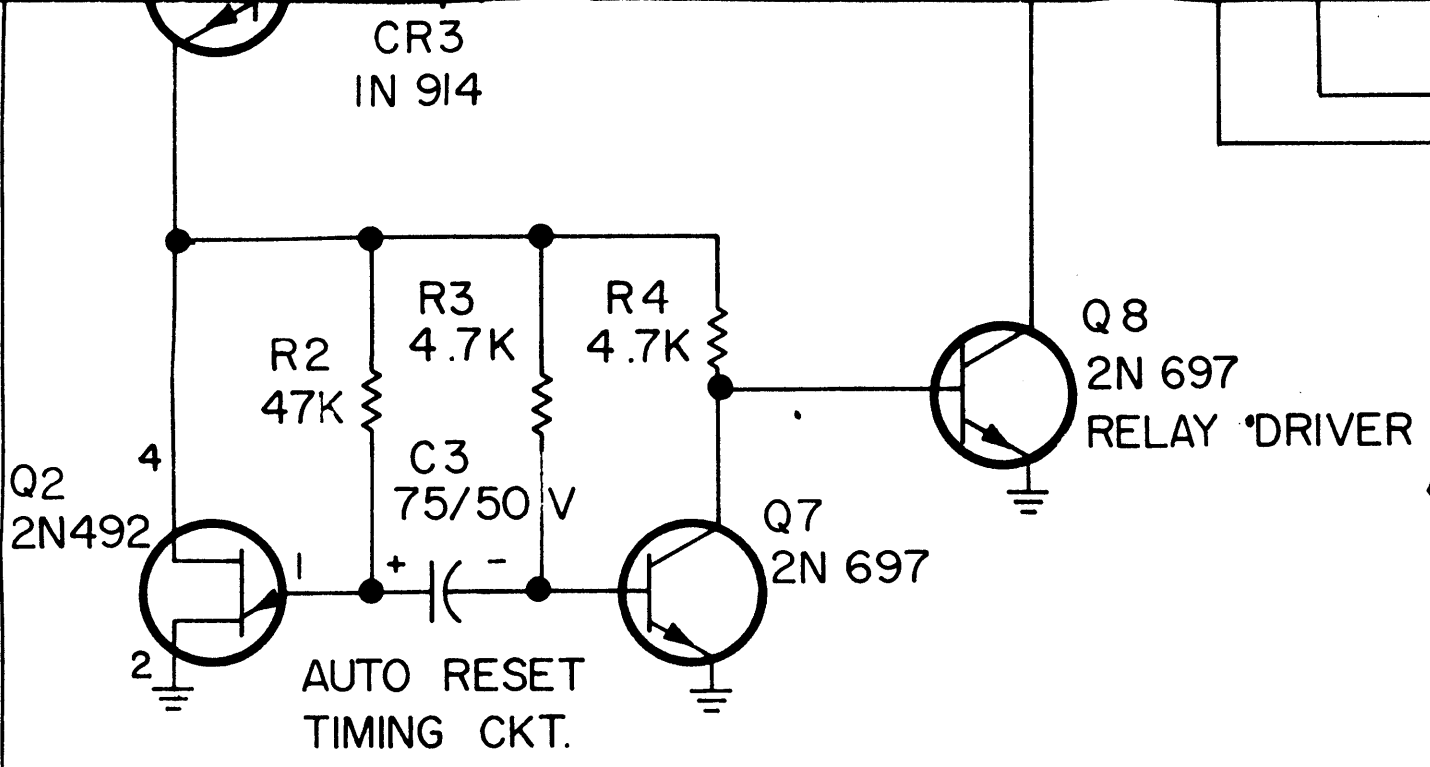 CR3
IN 914
R3
4.7K
R4
4.7K
R2
47K
Q8
2N 697
RELAY DRIVER
4
C3
75/50 V
Q2
2N492
1
+
-
Q7
2N 697
2
AUTO RESET
TIMING CKT.